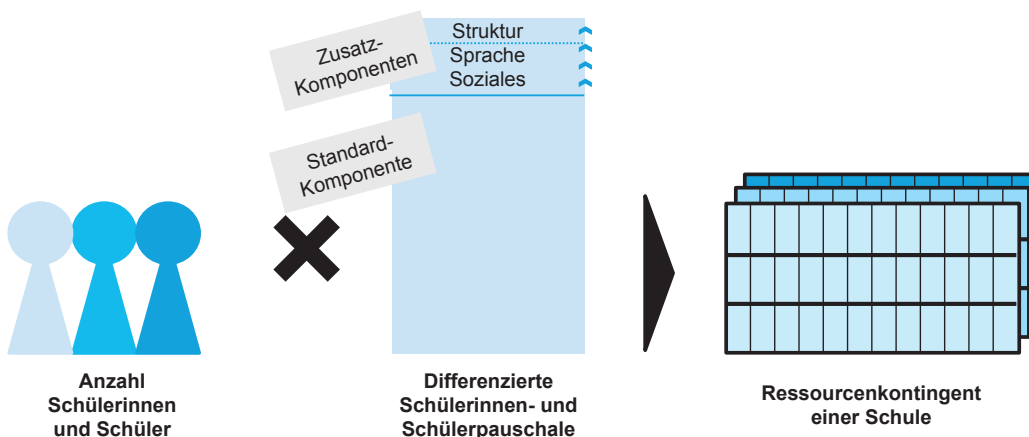 Zusatz-
Komponenten
Struktur
Sprache
Soziales
Standard-
Komponente
Anzahl
Schülerinnen
und Schüler
Differenzierte
Schülerinnen- und
Schülerpauschale
Ressourcenkontingent
einer Schule